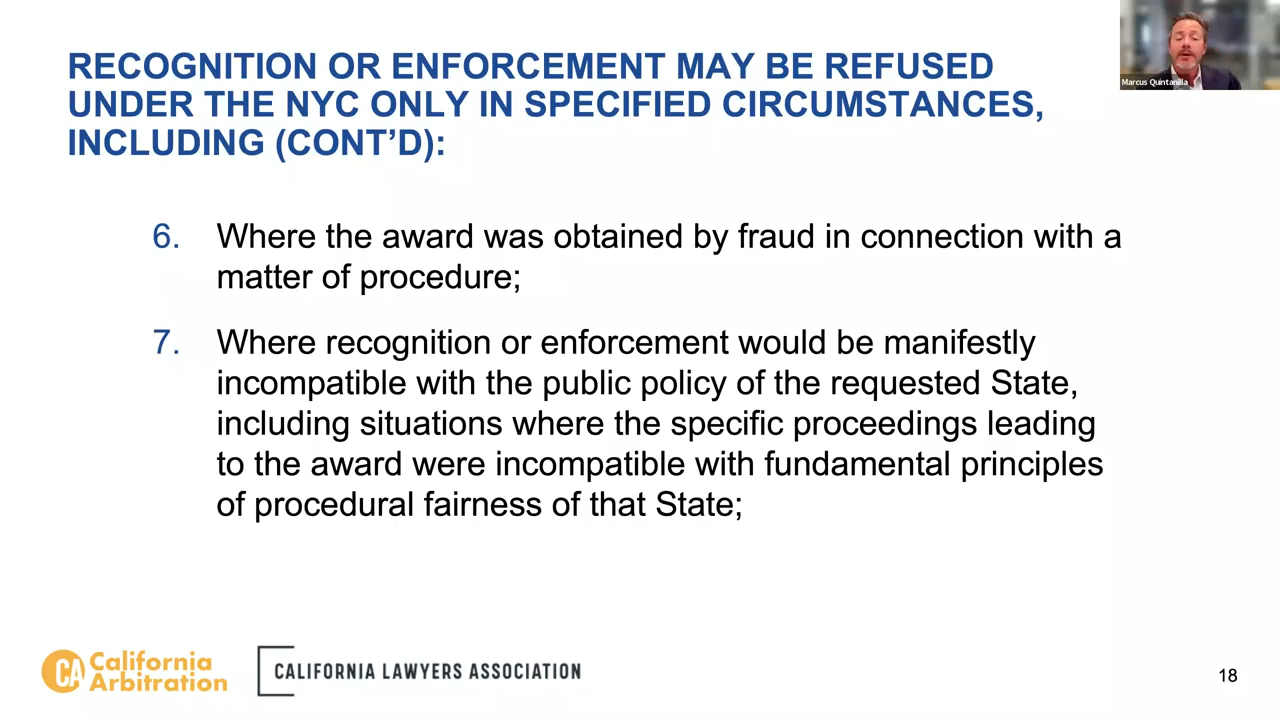 RECOGNITION OR ENFORCEMENT MAY BE REFUSED
UNDER THE NYC ONLY IN SPECIFIED CIRCUMSTANCES,
INCLUDING (CONT’D):
Marcus Quintanilla
6. Where the award was obtained by fraud in connection with a
matter of procedure;
7. Where recognition or enforcement would be manifestly
incompatible with the public policy of the requested State,
including situations where the specific proceedings leading
to the award were incompatible with fundamental principles
of procedural fairness of that State;
CA California
Arbitration
CALIFORNIA LAWYERS ASSOCIATION
18